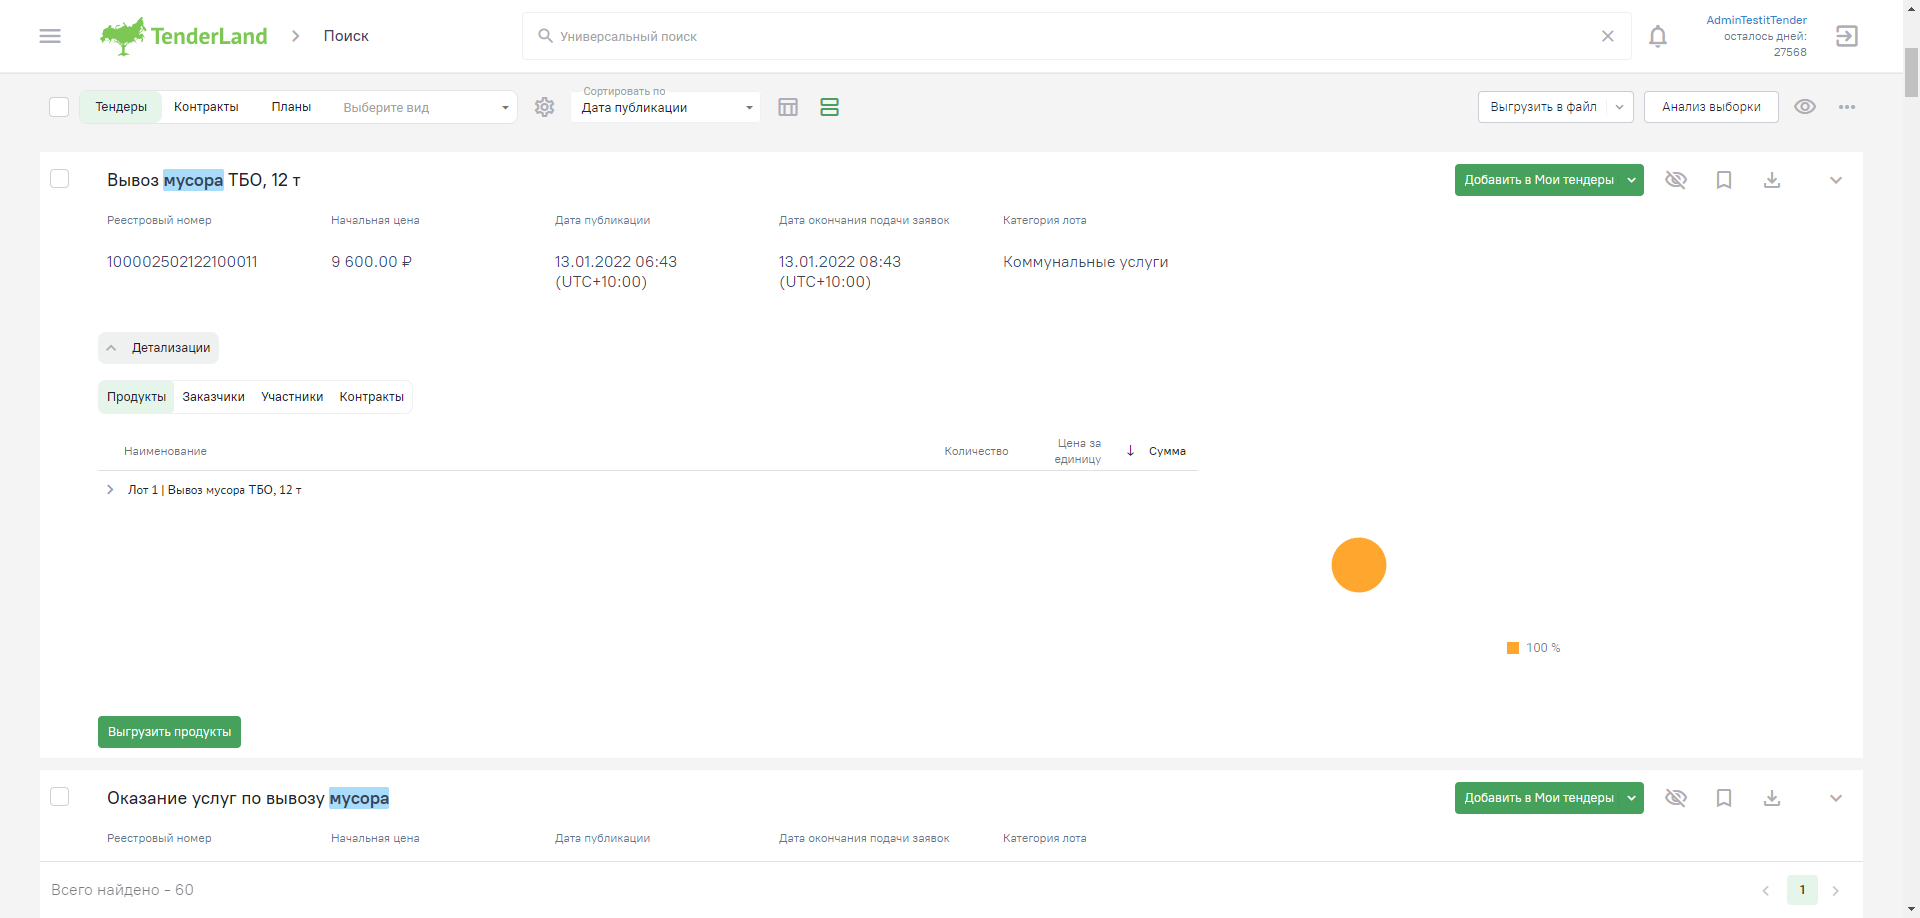 TenderLand
Поиск
Универсальный поиск
AdminTestitTender
осталось дней:
27568
Тендеры
Контракты
Планы
Выберите вид
Сортировать по
Дата публикации
Выгрузить в файл
Анализ выборки
Вывоз мусора ТБО, 12 т
Добавить в Мои тендеры
Реестровый номер
Начальная цена
Дата публикации
Дата окончания подачи заявок
Категория лота
100002502122100011
9 600.00 ₽
13.01.2022 06:43
(UTC+10:00)
13.01.2022 08:43
(UTC+10:00)
Коммунальные услуги
Детализации
Продукты
Заказчики
Участники
Контракты
Наименование
Количество
Цена за
единицу
Сумма
Лот 1 | Вывоз мусора ТБО, 12 т
100 %
Выгрузить продукты
Оказание услуг по вывозу мусора
Добавить в Мои тендеры
Реестровый номер
Начальная цена
Дата публикации
Дата окончания подачи заявок
Категория лота
Всего найдено - 60
1